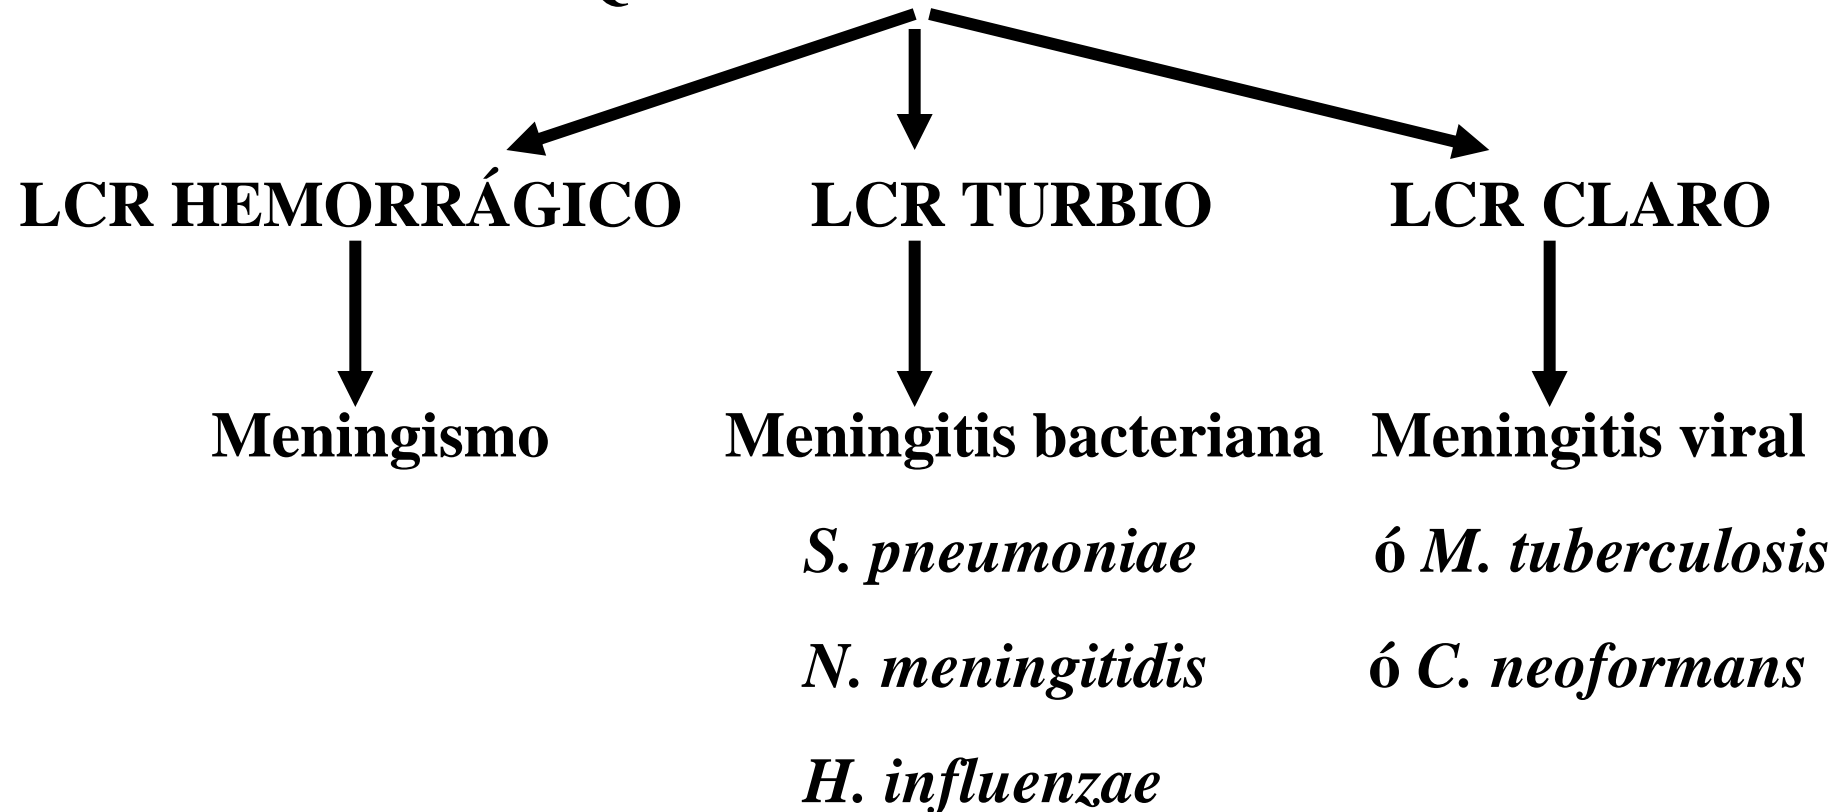 LCR HEMORRÁGICO LCR TURBIO LCR CLARO
Meningismo Meningitis bacteriana Meningitis viral
S. pneumoniae ó M. tuberculosis
N. meningitidis ó C. neoformans
H. influenzae